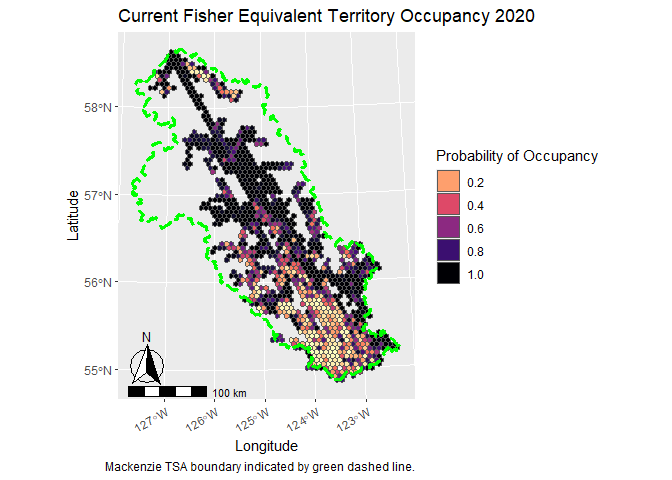 Current Fisher Equivalent Territory Occupancy 2020
58°N
57°N
56°N
55°N
Latitude
N
100 km
127°W
126°W
125°W
124°W
123°W
Longitude
Mackenzie TSA boundary indicated by green dashed line.
Probability of Occupancy
0.2
0.4
0.6
0.8
1.0